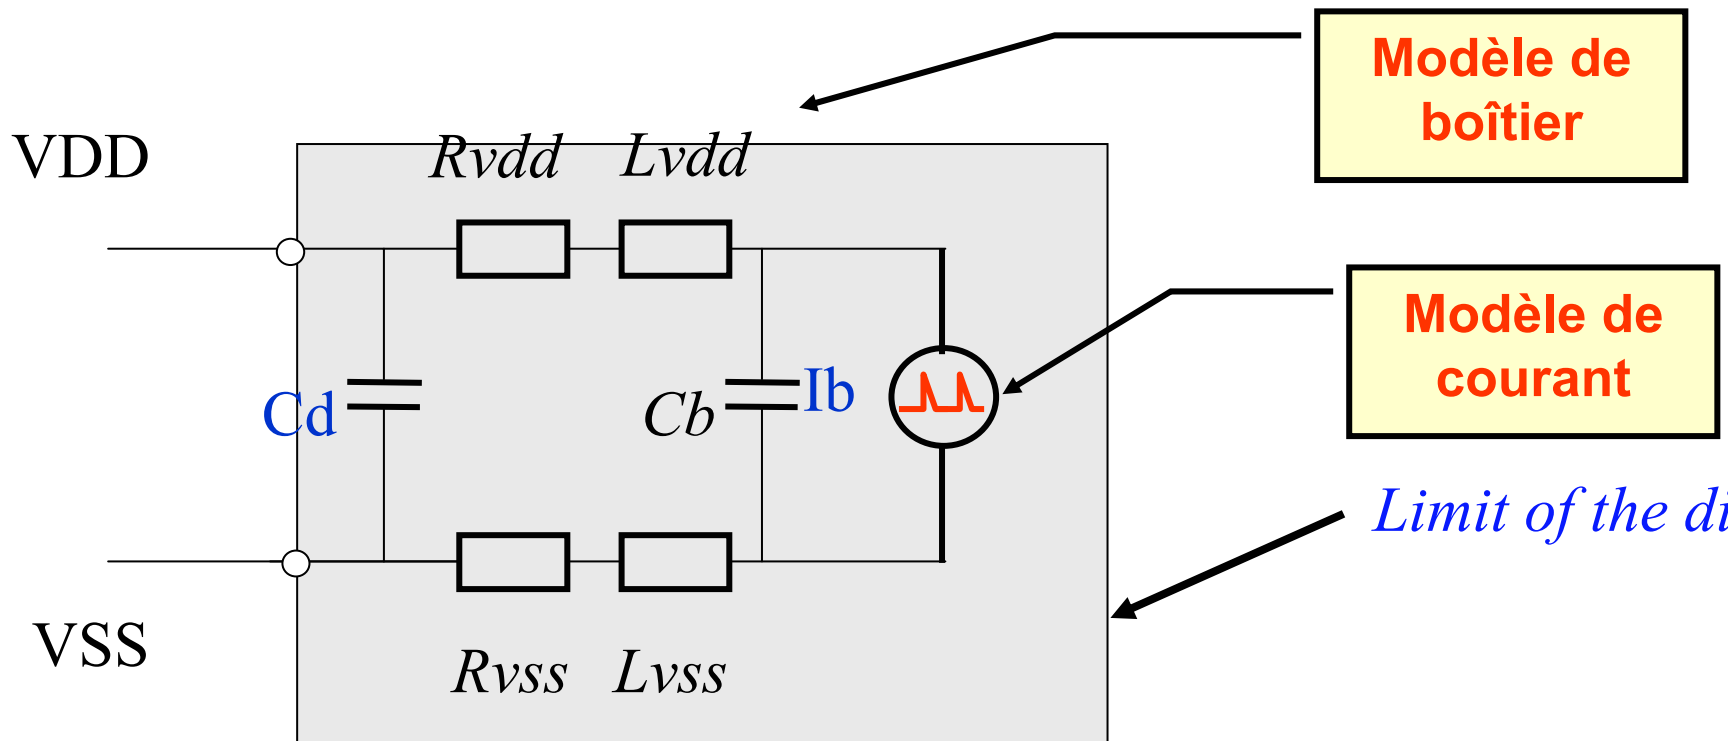 Modèle de
boîtier
VDD
Rvdd
Lvdd
Modèle de
courant
Cd
Cb
Ib
Limit of the
VSS
Rvss
Lvss